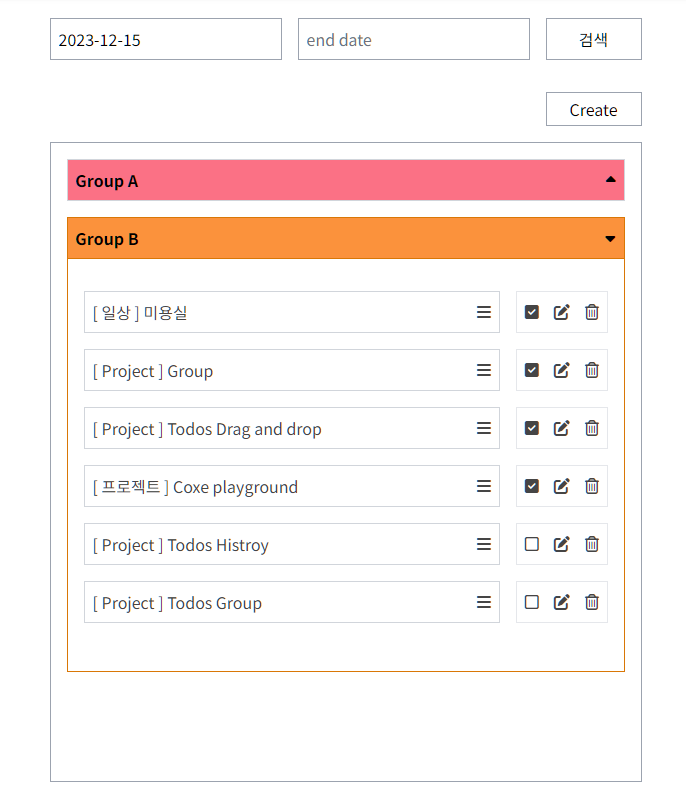 2023-12-15
end date
검색
Create
Group A
Group B
[ 일상 ] 미용실
[ Project ] Group
[ Project ] Todos Drag and drop
[ 프로젝트 ] Coxe playground
[ Project ] Todos Histroy
[ Project ] Todos Group